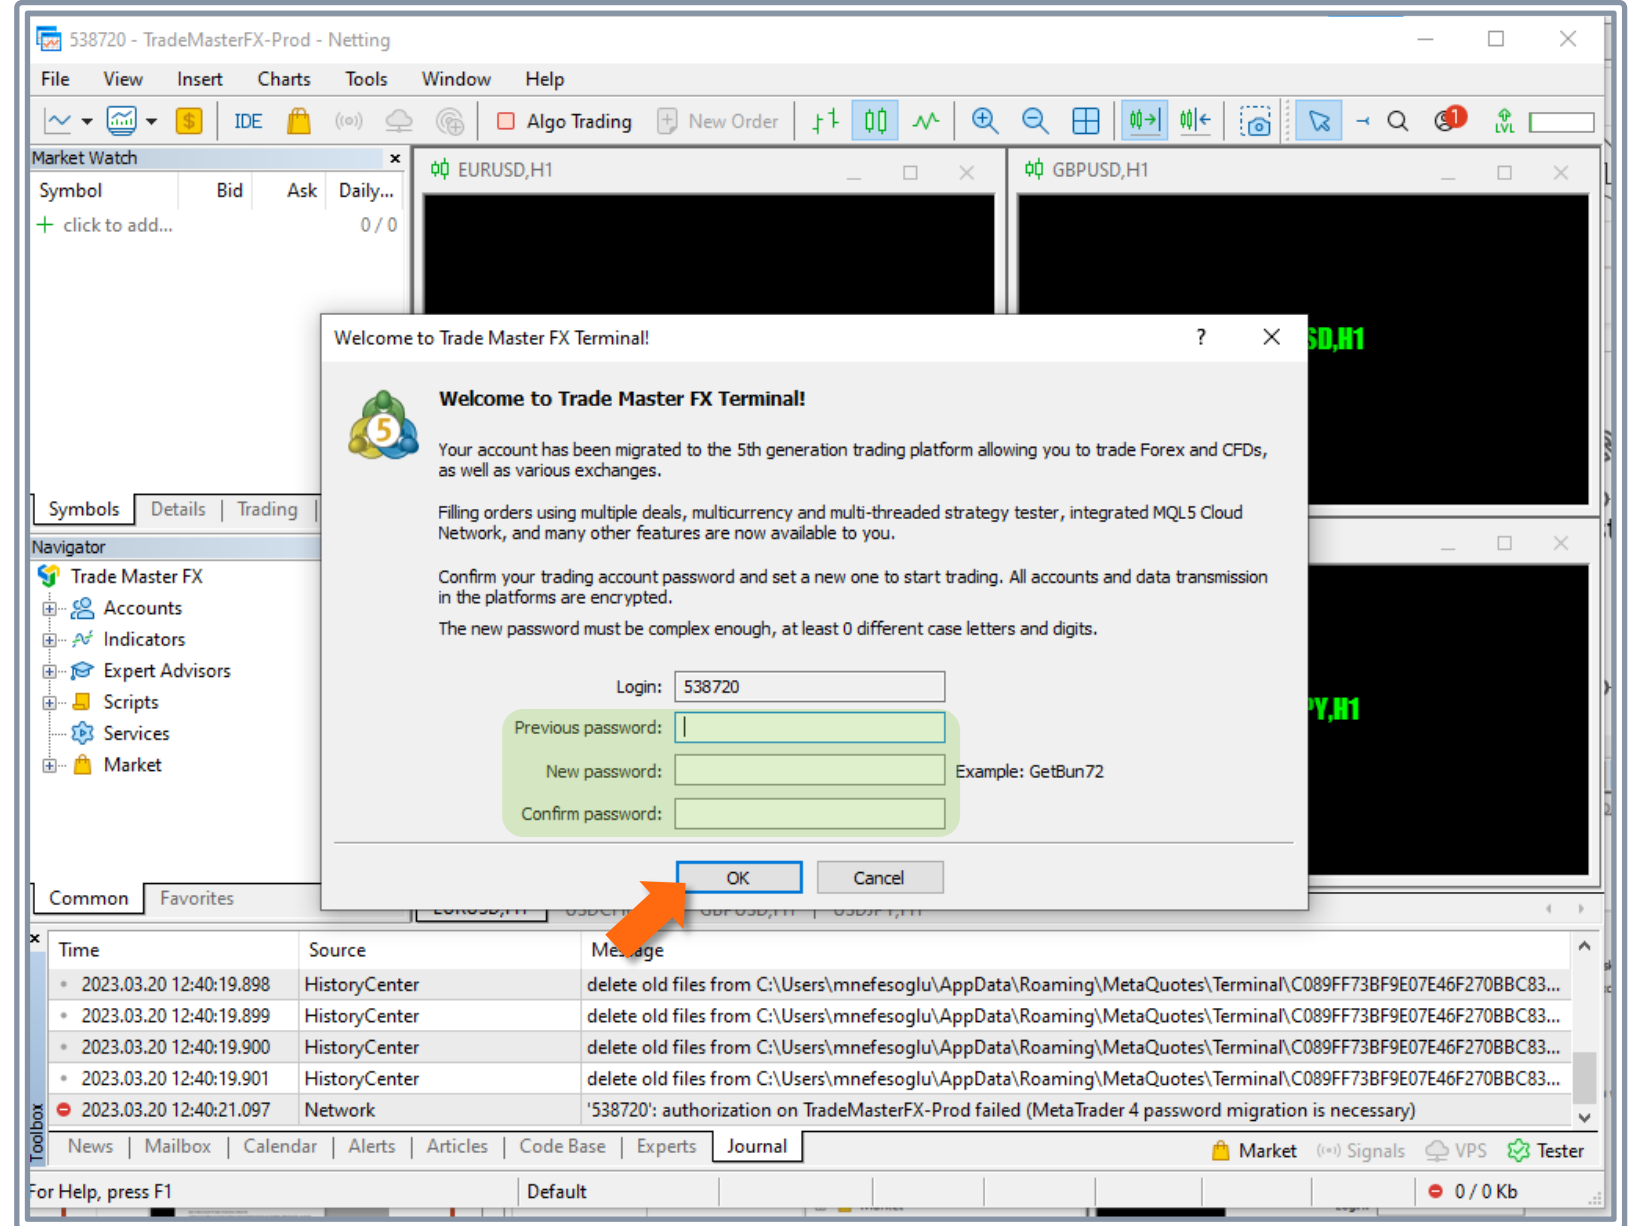 538720 - TradeMasterFX-Prod - Netting
File View Insert Charts Tools Window Help
$ IDE Algo Trading New Order 1 LVL
Market Watch
Symbol Bid Ask Daily...
click to add... 0 / 0
EURUSD,H1
GBPUSD,H1
SD,H1
Welcome to Trade Master FX Terminal! ?
5
Welcome to Trade Master FX Terminal!
Your account has been migrated to the 5th generation trading platform allowing you to trade Forex and CFDs,
as well as various exchanges.
Filling orders using multiple deals, multicurrency and multi-threaded strategy tester, integrated MQL5 Cloud
Network, and many other features are now available to you.
Confirm your trading account password and set a new one to start trading. All accounts and data transmission
in the platforms are encrypted.
The new password must be complex enough, at least 0 different case letters and digits.
Login: 538720
Previous password:
New password: Example: GetBun72
Confirm password:
OK Cancel
Symbols Details Trading
Navigator
Trade Master FX
Accounts
Indicators
Expert Advisors
Scripts
Services
Market
Common Favorites
PY,H1
EURUSD,H1 GBPUSD,H1 USDJPY,H1
Time Source Message
2023.03.20 12:40:19.898 HistoryCenter delete old files from C:\Users\mnefesoglu\AppData\Roaming\MetaQuotes\Terminal\C089FF73BF9E07E46F270BBC83...
2023.03.20 12:40:19.899 HistoryCenter delete old files from C:\Users\mnefesoglu\AppData\Roaming\MetaQuotes\Terminal\C089FF73BF9E07E46F270BBC83...
2023.03.20 12:40:19.900 HistoryCenter delete old files from C:\Users\mnefesoglu\AppData\Roaming\MetaQuotes\Terminal\C089FF73BF9E07E46F270BBC83...
2023.03.20 12:40:19.901 HistoryCenter delete old files from C:\Users\mnefesoglu\AppData\Roaming\MetaQuotes\Terminal\C089FF73BF9E07E46F270BBC83...
2023.03.20 12:40:21.097 Network '538720': authorization on TradeMasterFX-Prod failed (MetaTrader 4 password migration is necessary)
Toolbox
News Mailbox Calendar Alerts Articles Code Base Experts Journal Market Signals VPS Tester
For Help, press F1 Default 0 / 0 Kb